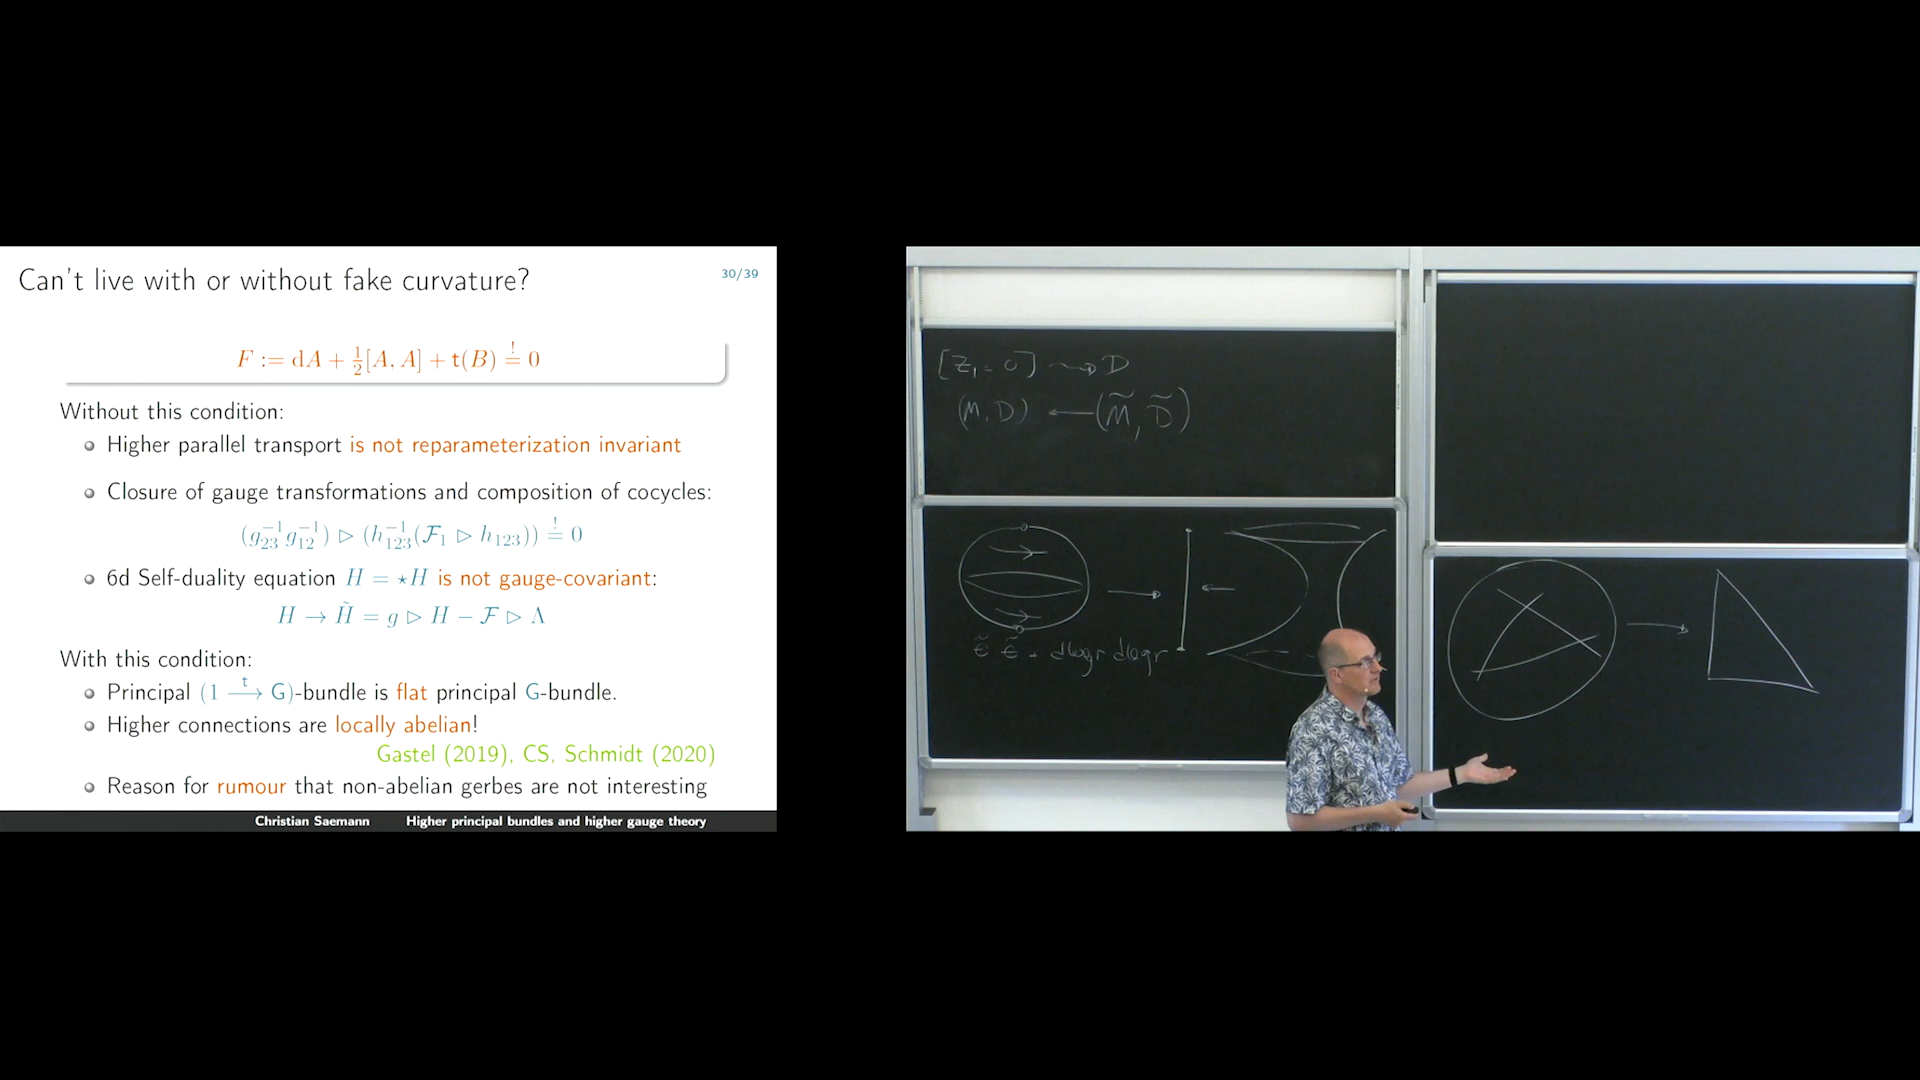 Can't live with or without fake curvature?
30/39
F := dA + ½[A, A] + t(B) =! 0
Without this condition:
Higher parallel transport is not reparameterization invariant
Closure of gauge transformations and composition of cocycles:
(g₂₃⁻¹g₁₂⁻¹) ▷ (h₁₂₃⁻¹(ℱ₁ ▷ h₁₂₃)) =! 0
6d Self-duality equation H = ⋆H is not gauge-covariant:
H → H̃ = g ▷ H − ℱ ▷ Λ
With this condition:
Principal (1 —t→ G)-bundle is flat principal G-bundle.
Higher connections are locally abelian!
Gastel (2019), CS, Schmidt (2020)
Reason for rumour that non-abelian gerbes are not interesting
Christian Saemann Higher principal bundles and higher gauge theory
[z₁ = 0] ⇝ D
(M, D) ← (M̃, D̃)
dlogr dlogr